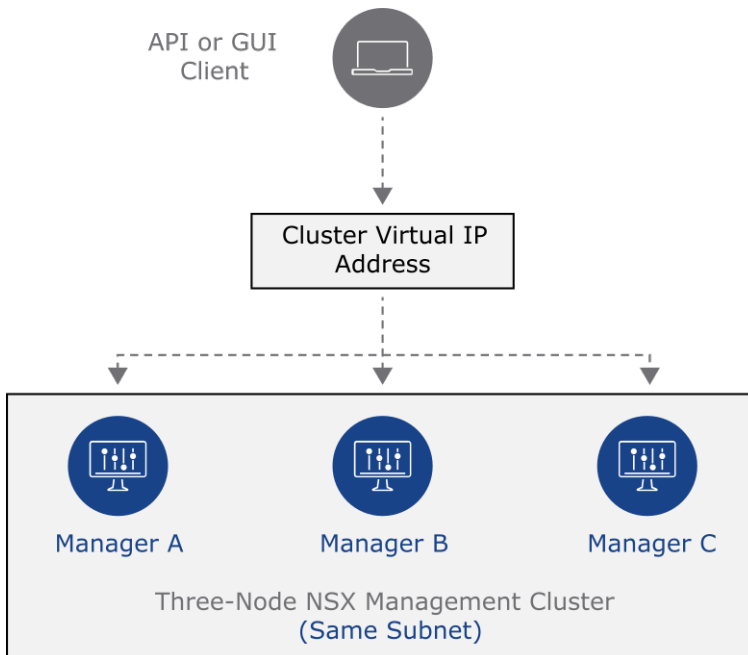 API or GUI
Client
Cluster Virtual IP
Address
Manager A
Manager B
Manager C
Three-Node NSX Management Cluster
(Same Subnet)